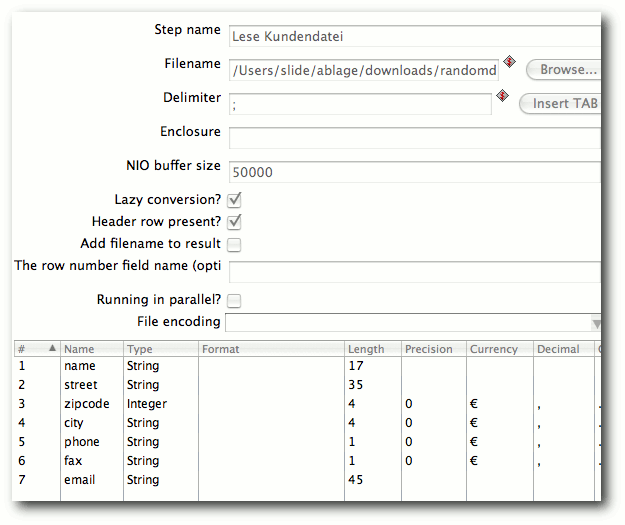 Step name Lese Kundendatei
Filename /Users/slide/ablage/downloads/randomd Browse...
Delimiter ; Insert TAB
Enclosure
NIO buffer size 50000
Lazy conversion?
Header row present?
Add filename to result
The row number field name (opti
Running in parallel?
File encoding
# Name Type Format Length Precision Currency Decimal
1 name String 17
2 street String 35
3 zipcode Integer 4 0 € ,
4 city String 4 0 € ,
5 phone String 1 0 € ,
6 fax String 1 0 € ,
7 email String 45